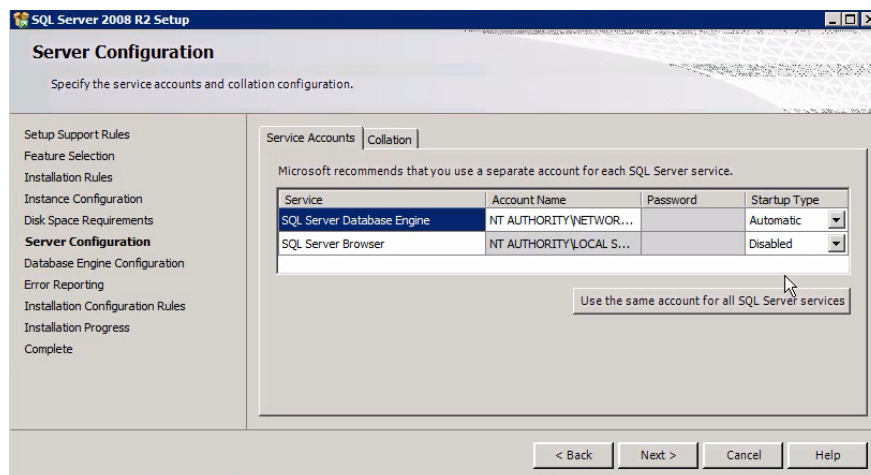 SQL Server 2008 R2 Setup
Server Configuration
Specify the service accounts and collation configuration.
Setup Support Rules
Feature Selection
Installation Rules
Instance Configuration
Disk Space Requirements
Server Configuration
Database Engine Configuration
Error Reporting
Installation Configuration Rules
Installation Progress
Complete
Service Accounts Collation
Microsoft recommends that you use a separate account for each SQL Server service.
Service Account Name Password Startup Type
SQL Server Database Engine NT AUTHORITY\NETWOR... Automatic
SQL Server Browser NT AUTHORITY\LOCAL S... Disabled
Use the same account for all SQL Server services
< Back Next > Cancel Help